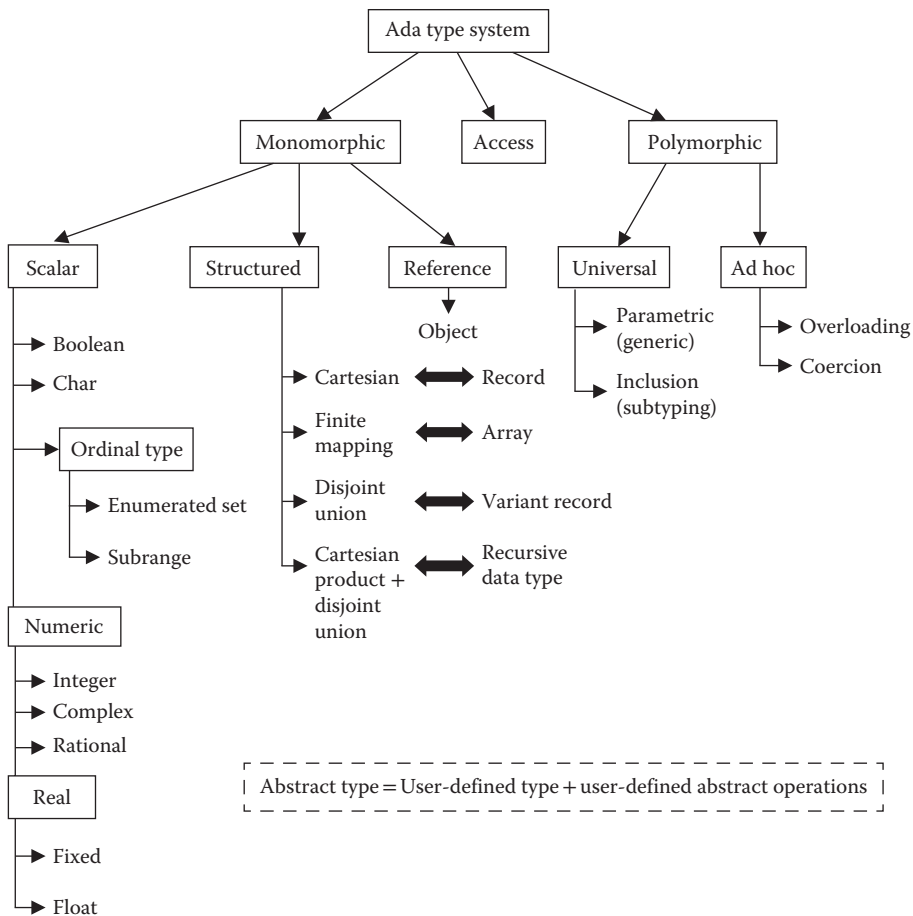 Ada type system
Monomorphic
Access
Polymorphic
Scalar
Structured
Reference
Universal
Ad hoc
Boolean
Char
Ordinal type
Enumerated set
Subrange
Numeric
Integer
Complex
Rational
Real
Fixed
Float
Object
Cartesian
Record
Finite
mapping
Array
Disjoint
union
Variant record
Cartesian
product +
disjoint
union
Recursive
data type
Parametric
(generic)
Inclusion
(subtyping)
Overloading
Coercion
Abstract type = User-defined type + user-defined abstract operations